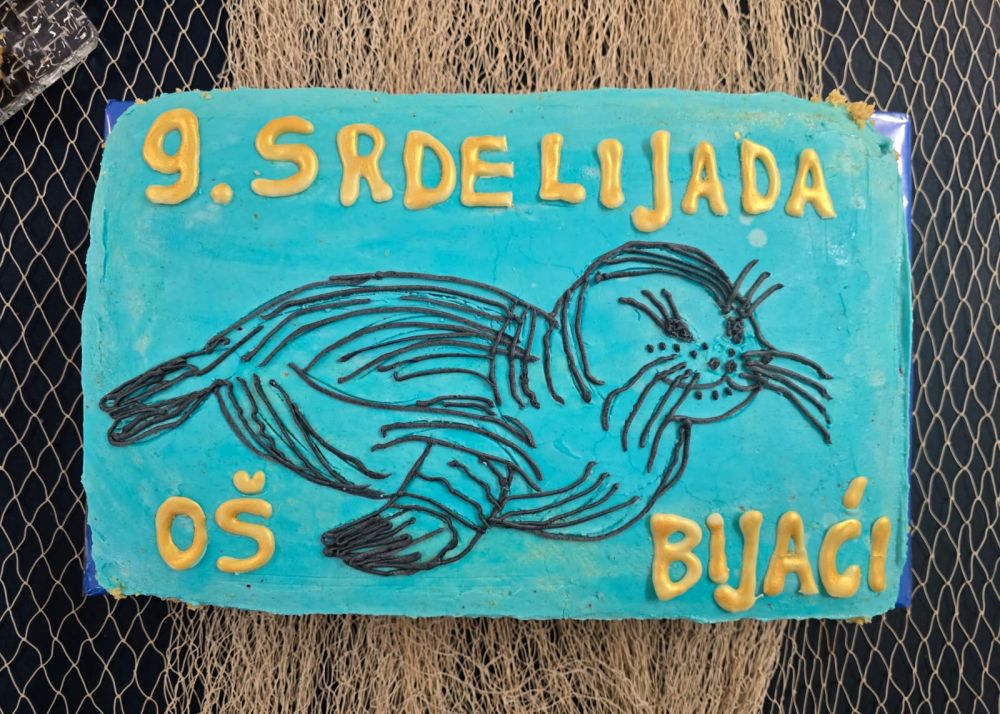 9. SRDELIJADA
OŠ BIJAĆI